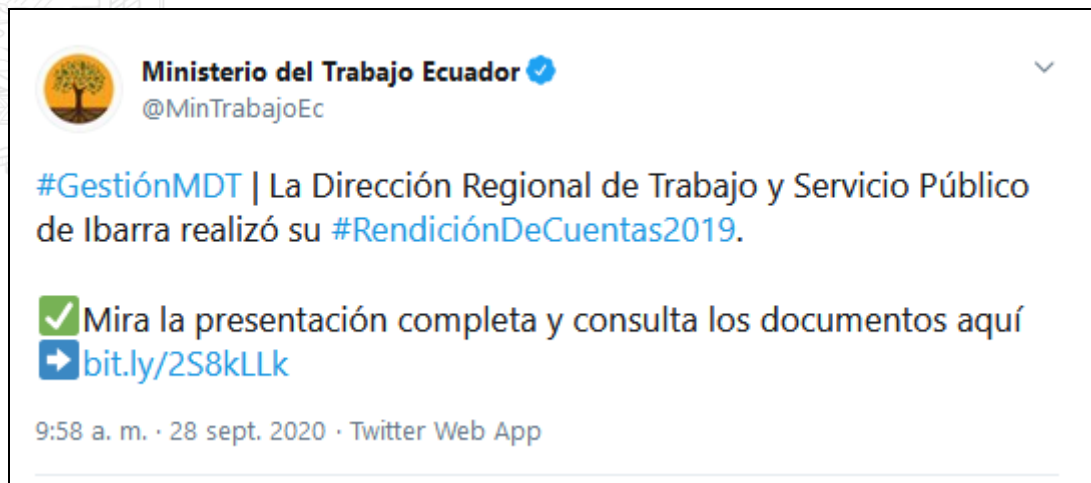 Ministerio del Trabajo Ecuador
@MinTrabajoEc
#GestiónMDT | La Dirección Regional de Trabajo y Servicio Público
de Ibarra realizó su #RendiciónDeCuentas2019.
✅Mira la presentación completa y consulta los documentos aquí
➡bit.ly/2S8kLLk
9:58 a. m. · 28 sept. 2020 · Twitter Web App